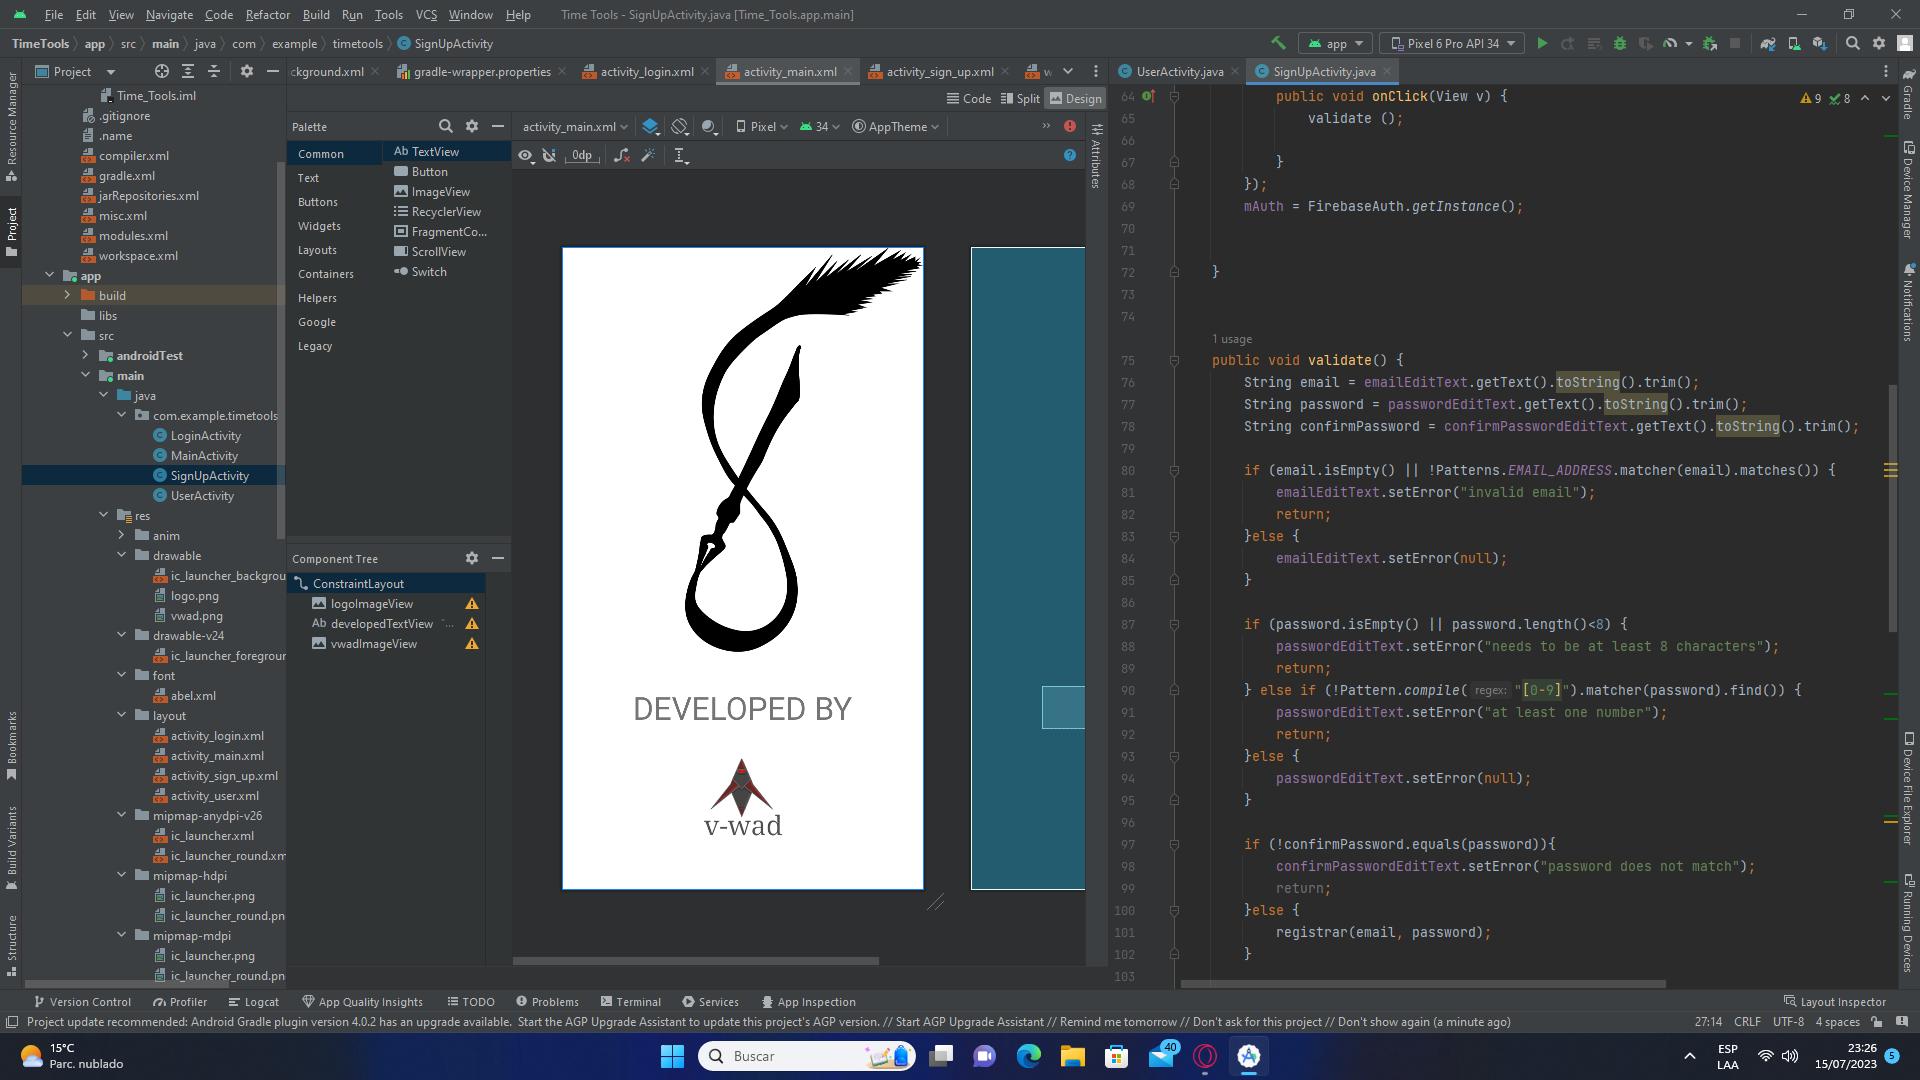 File Edit View Navigate Code Refactor Build Run Tools VCS Window Help Time Tools - SignUpActivity.java [Time_Tools.app.main]
TimeTools app src main java com example timetools SignUpActivity
app Pixel 6 Pro API 34
Project
ckground.xml gradle-wrapper.properties activity_login.xml activity_main.xml activity_sign_up.xml
UserActivity.java SignUpActivity.java
Code Split Design
Palette
activity_main.xml Pixel 34 AppTheme
0dp
Common
Text
Buttons
Widgets
Layouts
Containers
Helpers
Google
Legacy
Ab TextView
Button
ImageView
RecyclerView
FragmentCo...
ScrollView
Switch
Time_Tools.iml
.gitignore
.name
compiler.xml
gradle.xml
jarRepositories.xml
misc.xml
modules.xml
workspace.xml
app
build
libs
src
androidTest
main
java
com.example.timetools
LoginActivity
MainActivity
SignUpActivity
UserActivity
res
anim
drawable
ic_launcher_backgrou
logo.png
vwad.png
drawable-v24
ic_launcher_foregrour
font
abel.xml
layout
activity_login.xml
activity_main.xml
activity_sign_up.xml
activity_user.xml
mipmap-anydpi-v26
ic_launcher.xml
ic_launcher_round.xm
mipmap-hdpi
ic_launcher.png
ic_launcher_round.pn
mipmap-mdpi
ic_launcher.png
ic_launcher_round.pn
Component Tree
ConstraintLayout
logoImageView
Ab developedTextView
vwadImageView
DEVELOPED BY
v-wad
Resource Manager
Project
Bookmarks
Build Variants
Structure
Attributes
9 8
64 public void onClick(View v) {
65 validate ();
66
67 }
68 });
69 mAuth = FirebaseAuth.getInstance();
70
71
72 }
73
74
1 usage
75 public void validate() {
76 String email = emailEditText.getText().toString().trim();
77 String password = passwordEditText.getText().toString().trim();
78 String confirmPassword = confirmPasswordEditText.getText().toString().trim();
79
80 if (email.isEmpty() || !Patterns.EMAIL_ADDRESS.matcher(email).matches()) {
81 emailEditText.setError("invalid email");
82 return;
83 }else {
84 emailEditText.setError(null);
85 }
86
87 if (password.isEmpty() || password.length()<8) {
88 passwordEditText.setError("needs to be at least 8 characters");
89 return;
90 } else if (!Pattern.compile( regex: "[0-9]").matcher(password).find()) {
91 passwordEditText.setError("at least one number");
92 return;
93 }else {
94 passwordEditText.setError(null);
95 }
96
97 if (!confirmPassword.equals(password)){
98 confirmPasswordEditText.setError("password does not match");
99 return;
100 }else {
101 registrar(email, password);
102 }
103
Gradle
Device Manager
Notifications
Device File Explorer
Running Devices
Version Control Profiler Logcat App Quality Insights TODO Problems Terminal Services App Inspection Layout Inspector
Project update recommended: Android Gradle plugin version 4.0.2 has an upgrade available. Start the AGP Upgrade Assistant to update this project's AGP version. // Start AGP Upgrade Assistant // Remind me tomorrow // Don't ask for this project // Don't show again (a minute ago) 27:14 CRLF UTF-8 4 spaces
15°C
Parc. nublado
Buscar
40
ESP
LAA
23:26
15/07/2023
5